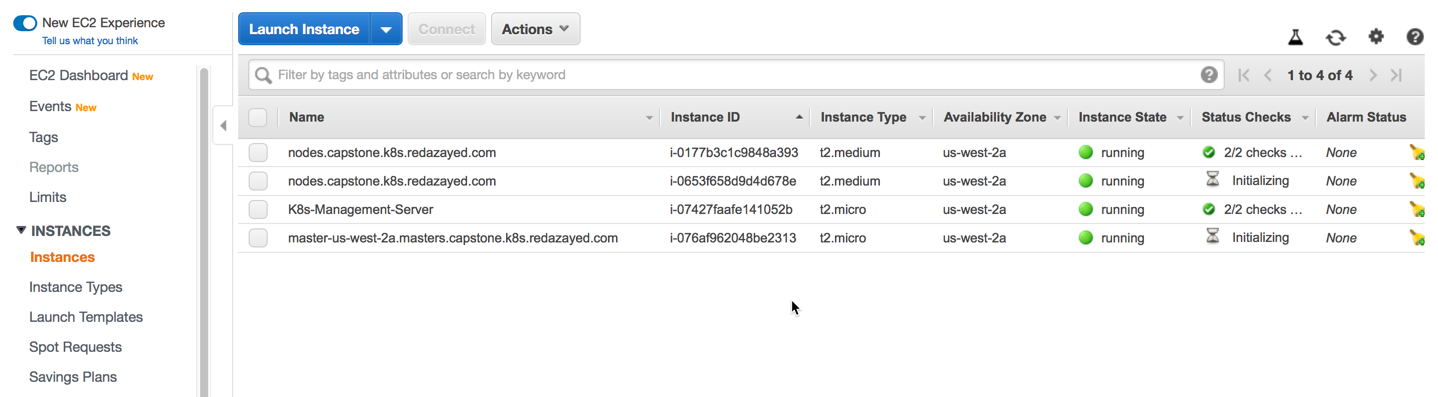 New EC2 Experience
Tell us what you think
EC2 Dashboard New
Events New
Tags
Reports
Limits
INSTANCES
Instances
Instance Types
Launch Templates
Spot Requests
Savings Plans
Launch Instance Connect Actions
Filter by tags and attributes or search by keyword 1 to 4 of 4
Name Instance ID Instance Type Availability Zone Instance State Status Checks Alarm Status
nodes.capstone.k8s.redazayed.com i-0177b3c1c9848a393 t2.medium us-west-2a running 2/2 checks ... None
nodes.capstone.k8s.redazayed.com i-0653f658d9d4d678e t2.medium us-west-2a running Initializing None
K8s-Management-Server i-07427faafe141052b t2.micro us-west-2a running 2/2 checks ... None
master-us-west-2a.masters.capstone.k8s.redazayed.com i-076af962048be2313 t2.micro us-west-2a running Initializing None